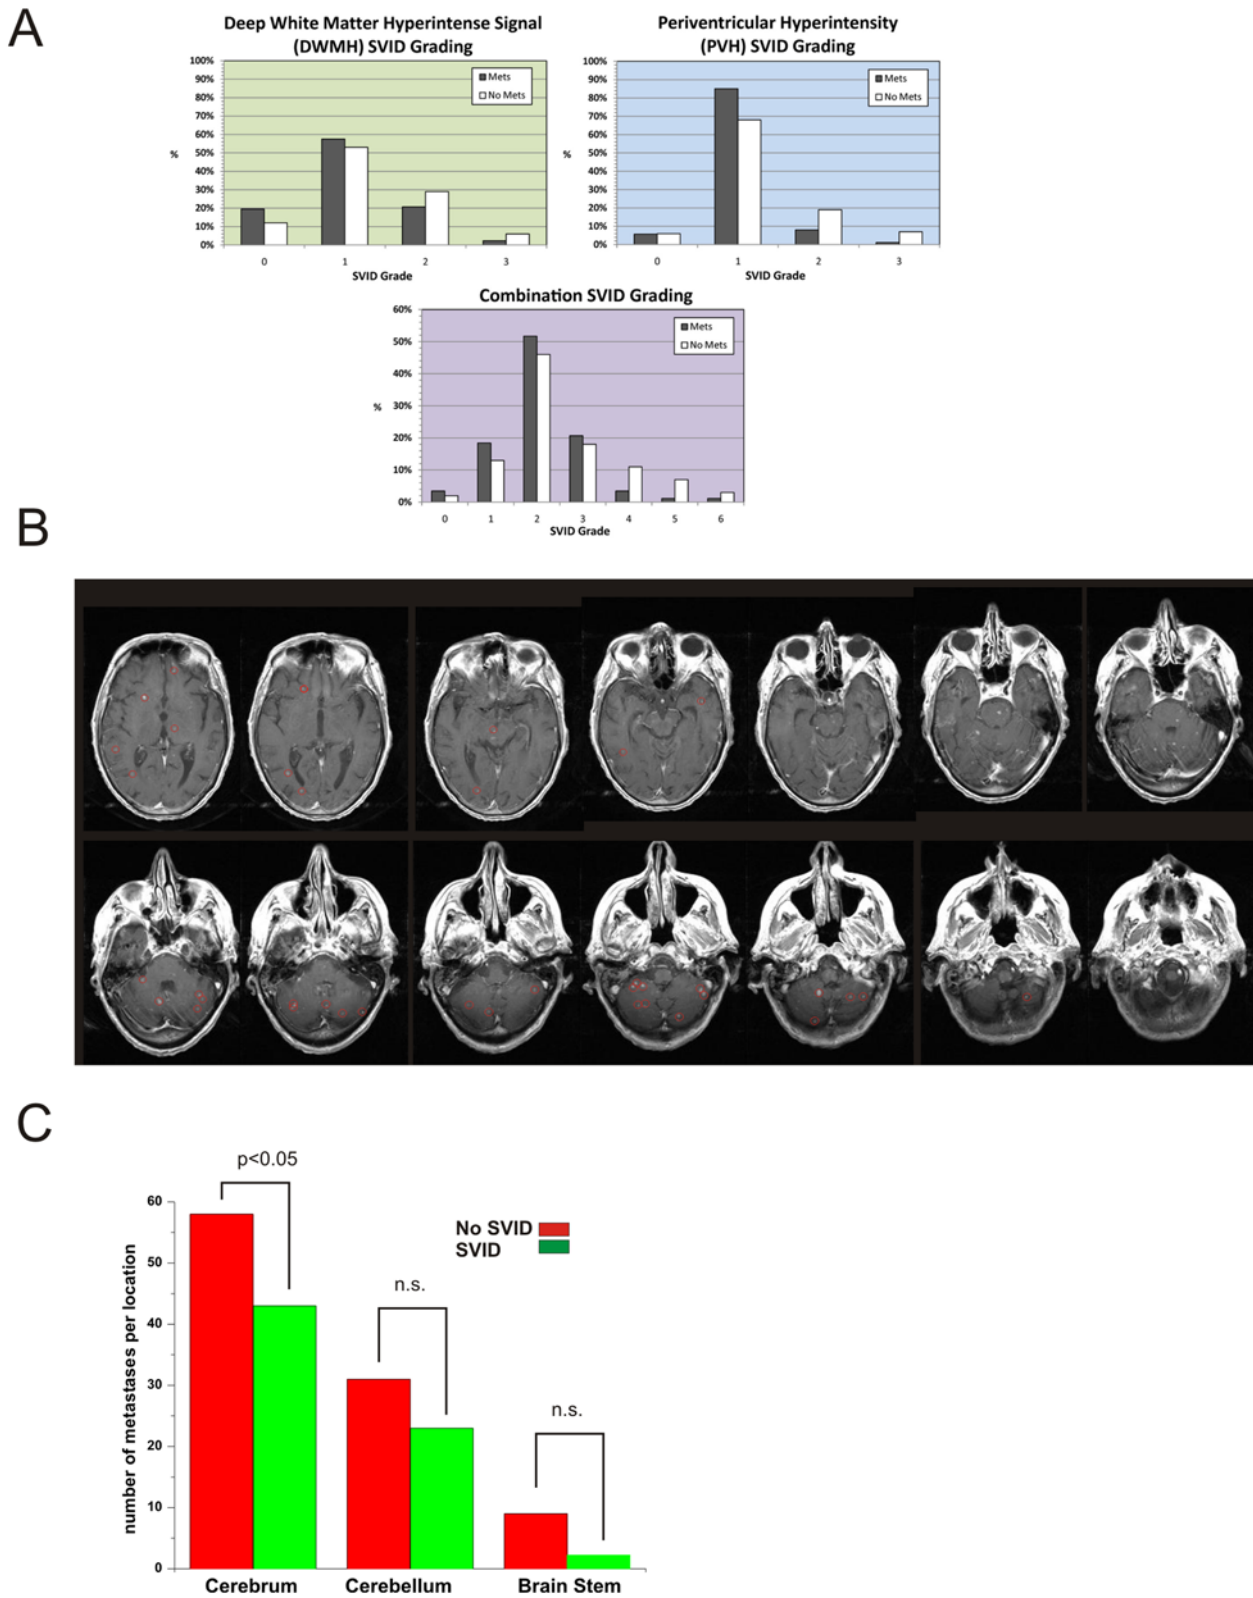 A
Deep White Matter Hyperintense Signal
(DWMH) SVID Grading
100%
90%
80%
70%
60%
50%
40%
30%
20%
10%
0%
%
Mets
No Mets
0 1 2 3
SVID Grade
Periventricular Hyperintensity
(PVH) SVID Grading
100%
90%
80%
70%
60%
50%
40%
30%
20%
10%
0%
%
Mets
No Mets
0 1 2 3
SVID Grade
Combination SVID Grading
60%
50%
40%
30%
20%
10%
0%
%
Mets
No Mets
0 1 2 3 4 5 6
SVID Grade
B
C
number of metastases per location
60
50
40
30
20
10
0
p<0.05
n.s.
n.s.
No SVID
SVID
Cerebrum Cerebellum Brain Stem